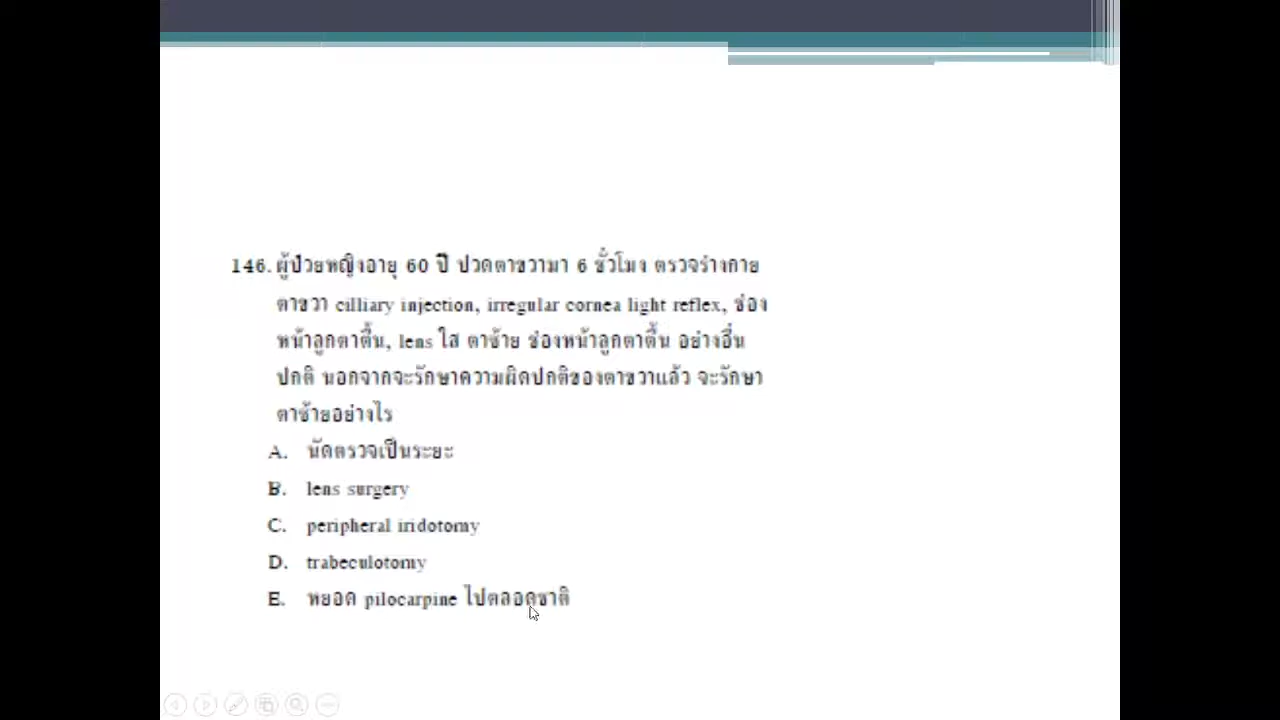 146. ผู้ป่วยหญิงอายุ 60 ปี ปวดตาขวามา 6 ชั่วโมง ตรวจร่างกาย
ตาขวา cilliary injection, irregular cornea light reflex, ช่อง
หน้าลูกตาตื้น, lens ใส ตาซ้าย ช่องหน้าลูกตาตื้น อย่างอื่น
ปกติ นอกจากจะรักษาความผิดปกติของตาขวาแล้ว จะรักษา
ตาซ้ายอย่างไร
A. นัดตรวจเป็นระยะ
B. lens surgery
C. peripheral iridotomy
D. trabeculotomy
E. หยอด pilocarpine ไปตลอดชาติ